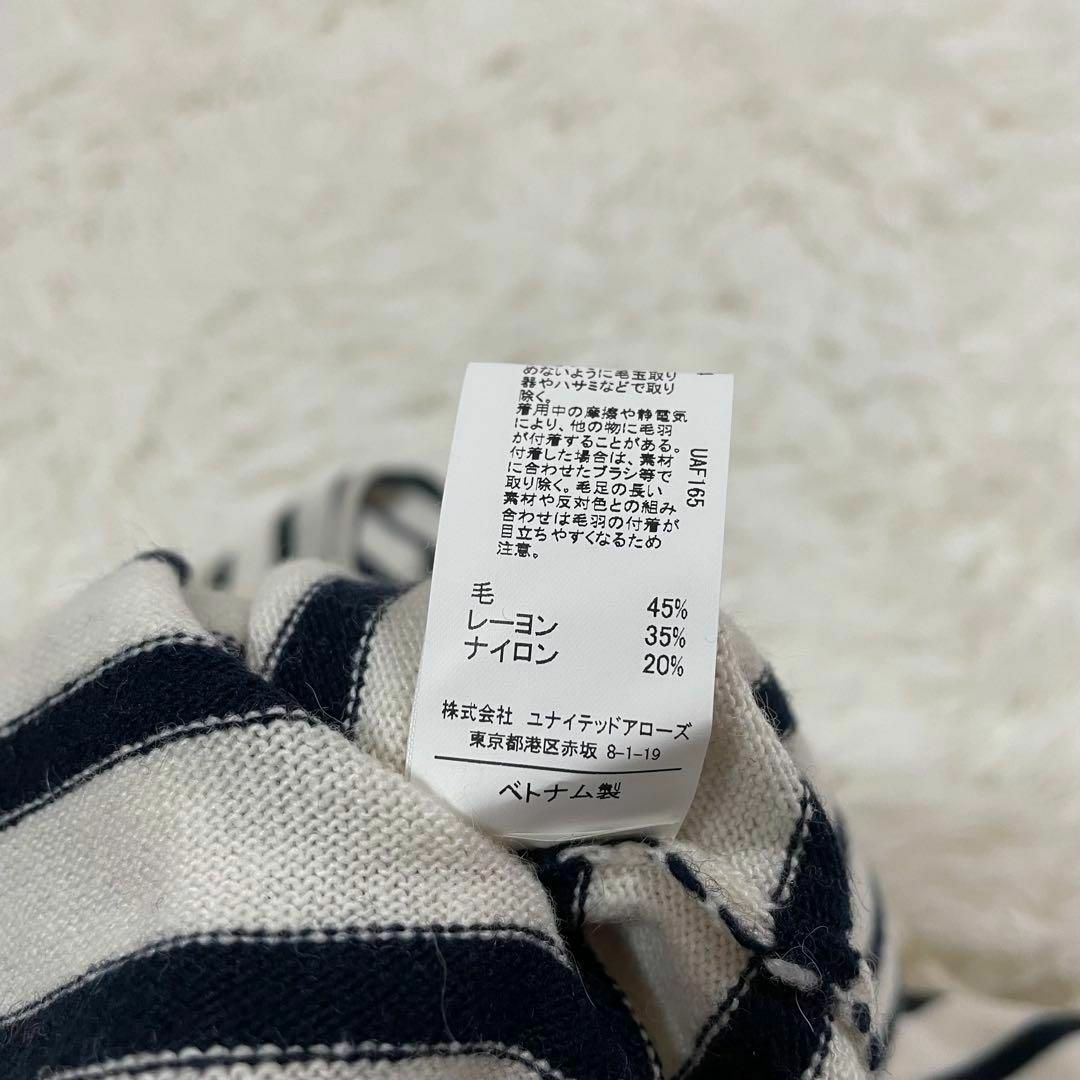 めないように毛玉取り
器やハサミなどで取り
除く。
着用中の摩擦や静電気
により、他の物に毛羽
が付着することがある。
付着した場合は、素材
に合わせたブラシ等で
取り除く。毛足の長い
素材や反対色との組み
合わせは毛羽の付着が
目立ちやすくなるため
注意。
UAF165
毛 45%
レーヨン 35%
ナイロン 20%
株式会社 ユナイテッドアローズ
東京都港区赤坂 8-1-19
ベトナム製